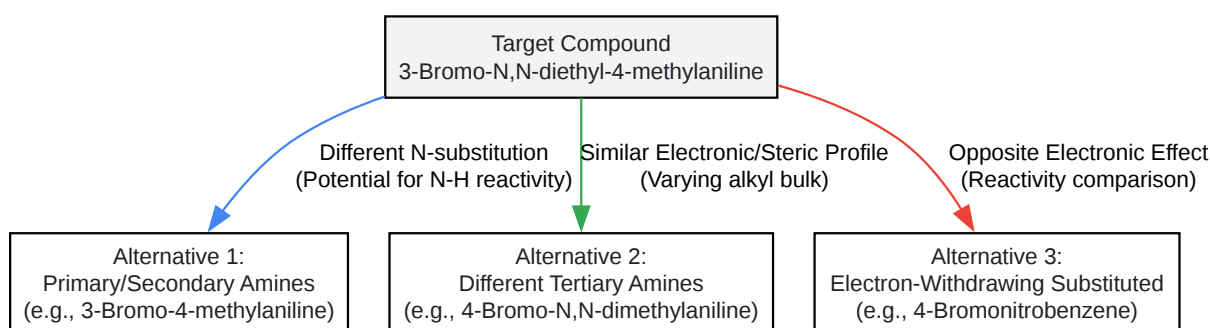 Target Compound
3-Bromo-N,N-diethyl-4-methylaniline
Different N-substitution
(Potential for N-H reactivity)
Similar Electronic/Steric Profile
(Varying alkyl bulk)
Opposite Electronic Effect
(Reactivity comparison)
Alternative 1:
Primary/Secondary Amines
(e.g., 3-Bromo-4-methylaniline)
Alternative 2:
Different Tertiary Amines
(e.g., 4-Bromo-N,N-dimethylaniline)
Alternative 3:
Electron-Withdrawing Substituted
(e.g., 4-Bromonitrobenzene)